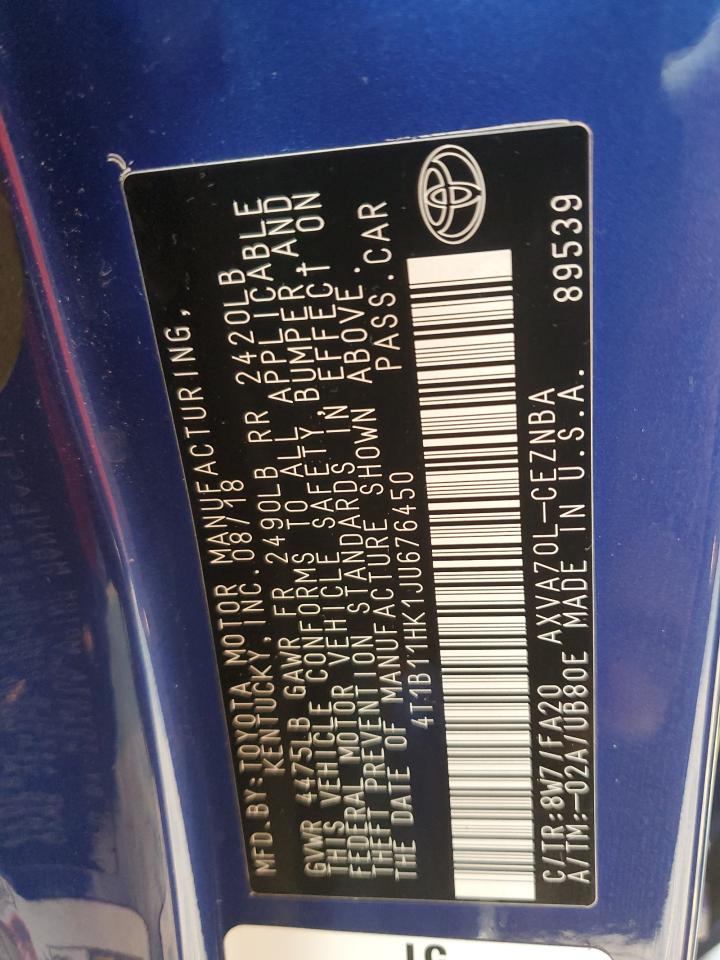 MFD.BY:TOYOTA MOTOR MANUFACTURING,
KENTUCKY,INC.08/18
GVWR 4475LB GAWR FR 2490LB RR 2420LB
THIS VEHICLE CONFORMS TO ALL APPLICABLE
FEDERAL MOTOR VEHICLE SAFETY, BUMPER, AND
THEFT PREVENTION STANDARDS IN EFFECT ON
THE DATE OF MANUFACTURE SHOWN ABOVE.
4T1B11HK1JU676450 PASS.CAR
C/TR:8W7/FA20 AXVA70L-CEZNBA
A/TM:-02A/UB80E MADE IN U.S.A. 89539